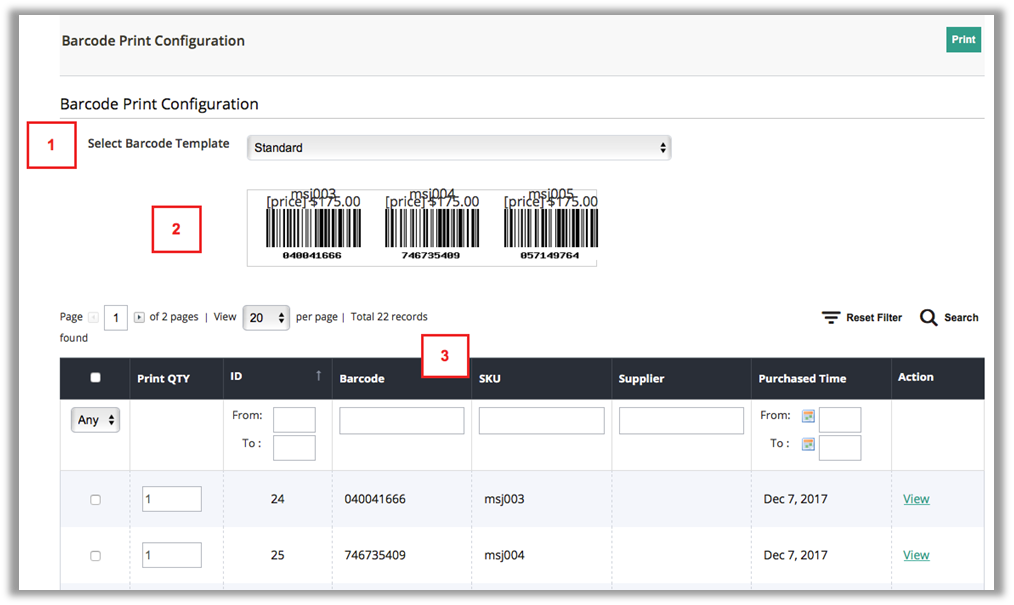 Barcode Print Configuration
Print
Barcode Print Configuration
1
Select Barcode Template
Standard
2
msj003 msj004 msj005
[price] $175.00 [price] $175.00 [price] $175.00
040041666 746735409 057149764
Page 1 of 2 pages | View 20 per page | Total 22 records
found
Reset Filter Search
3
Print QTY ID ↑ Barcode SKU Supplier Purchased Time Action
Any From: From:
To : To :
1 24 040041666 msj003 Dec 7, 2017 View
1 25 746735409 msj004 Dec 7, 2017 View